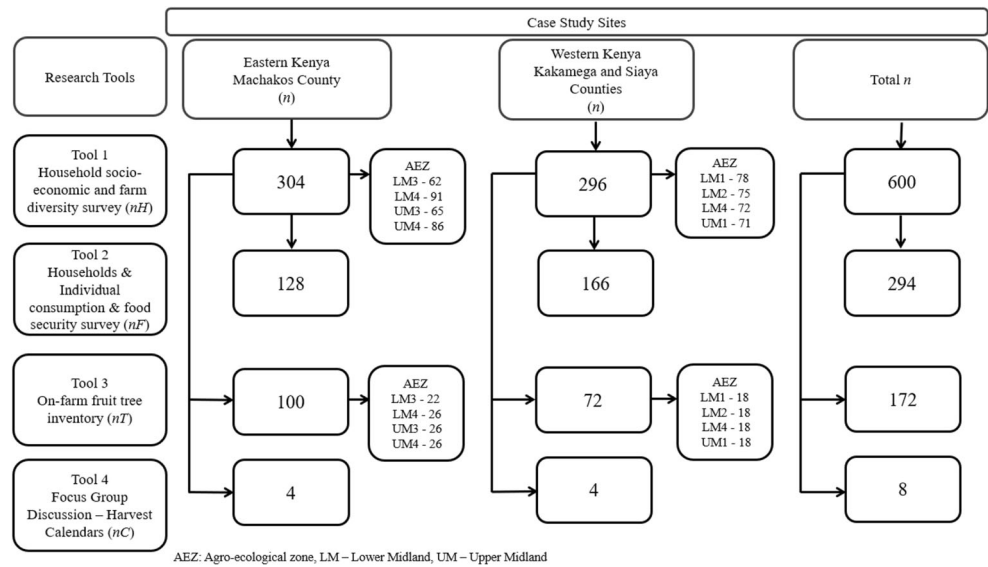 Case Study Sites
Research Tools
Eastern Kenya
Machakos County
(n)
Western Kenya
Kakamega and Siaya
Counties
(n)
Total n
Tool 1
Household socio-
economic and farm
diversity survey (nH)
304
AEZ
LM3 - 62
LM4 - 91
UM3 - 65
UM4 - 86
296
AEZ
LM1 - 78
LM2 - 75
LM4 - 72
UM1 - 71
600
Tool 2
Households &
Individual
consumption & food
security survey (nF)
128
166
294
Tool 3
On-farm fruit tree
inventory (nT)
100
AEZ
LM3 - 22
LM4 - 26
UM3 - 26
UM4 - 26
72
AEZ
LM1 - 18
LM2 - 18
LM4 - 18
UM1 - 18
172
Tool 4
Focus Group
Discussion – Harvest
Calendars (nC)
4
4
8
AEZ: Agro-ecological zone, LM – Lower Midland, UM – Upper Midland